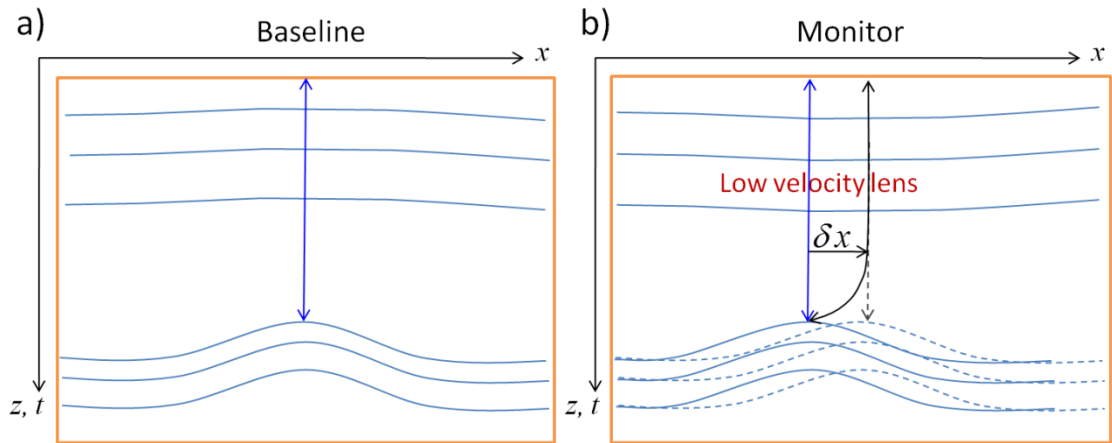 a)
Baseline
x
z, t
b)
Monitor
x
Low velocity lens
δx
z, t